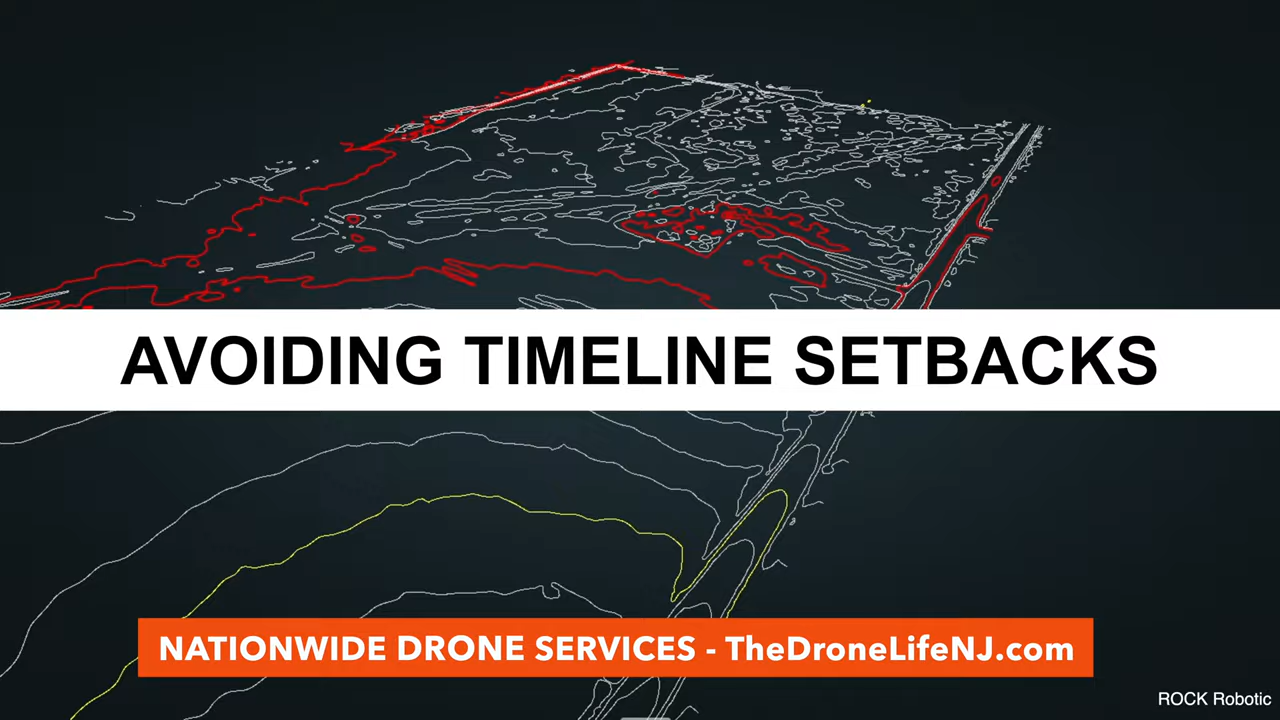 AVOIDING TIMELINE SETBACKS
NATIONWIDE DRONE SERVICES - TheDroneLifeNJ.com
ROCK Robotic